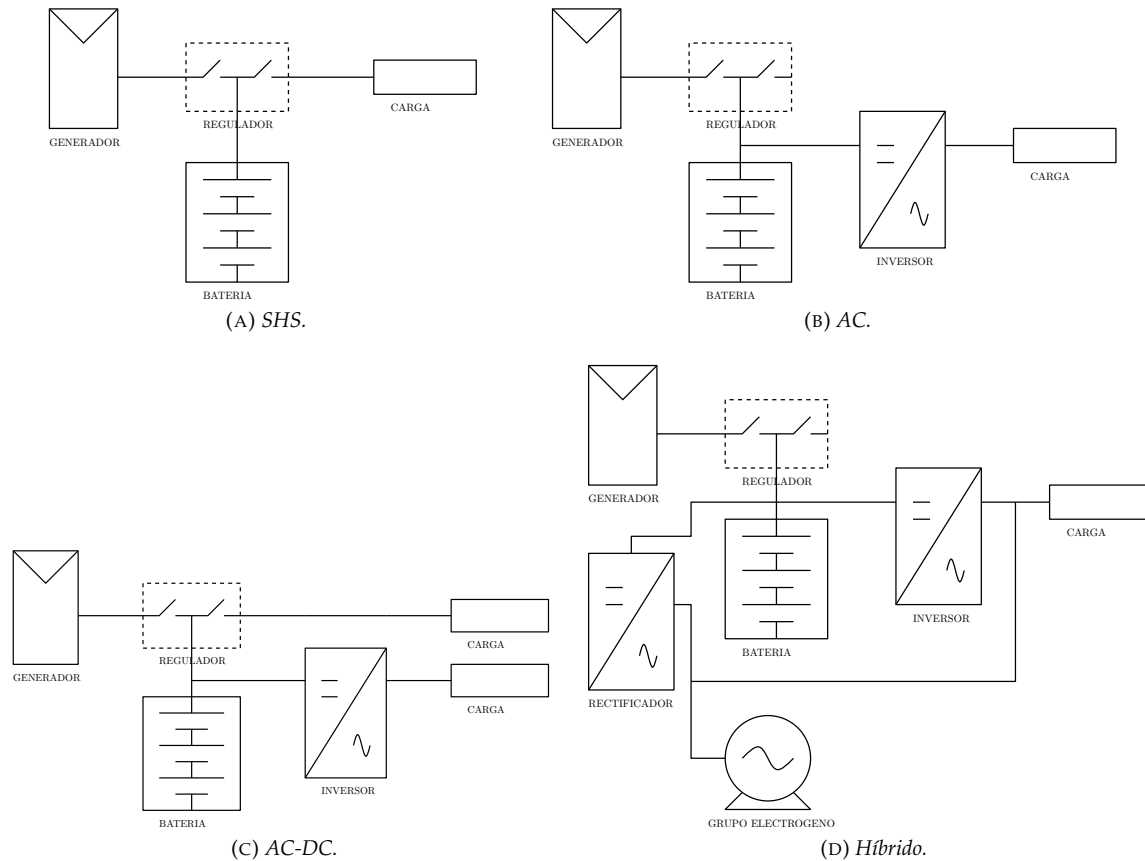 GENERADOR
REGULADOR
CARGA
BATERIA
(A) SHS.
GENERADOR
REGULADOR
CARGA
INVERSOR
BATERIA
(B) AC.
GENERADOR
REGULADOR
CARGA
CARGA
INVERSOR
BATERIA
(C) AC-DC.
GENERADOR
REGULADOR
CARGA
INVERSOR
BATERIA
RECTIFICADOR
GRUPO ELECTROGENO
(D) Híbrido.